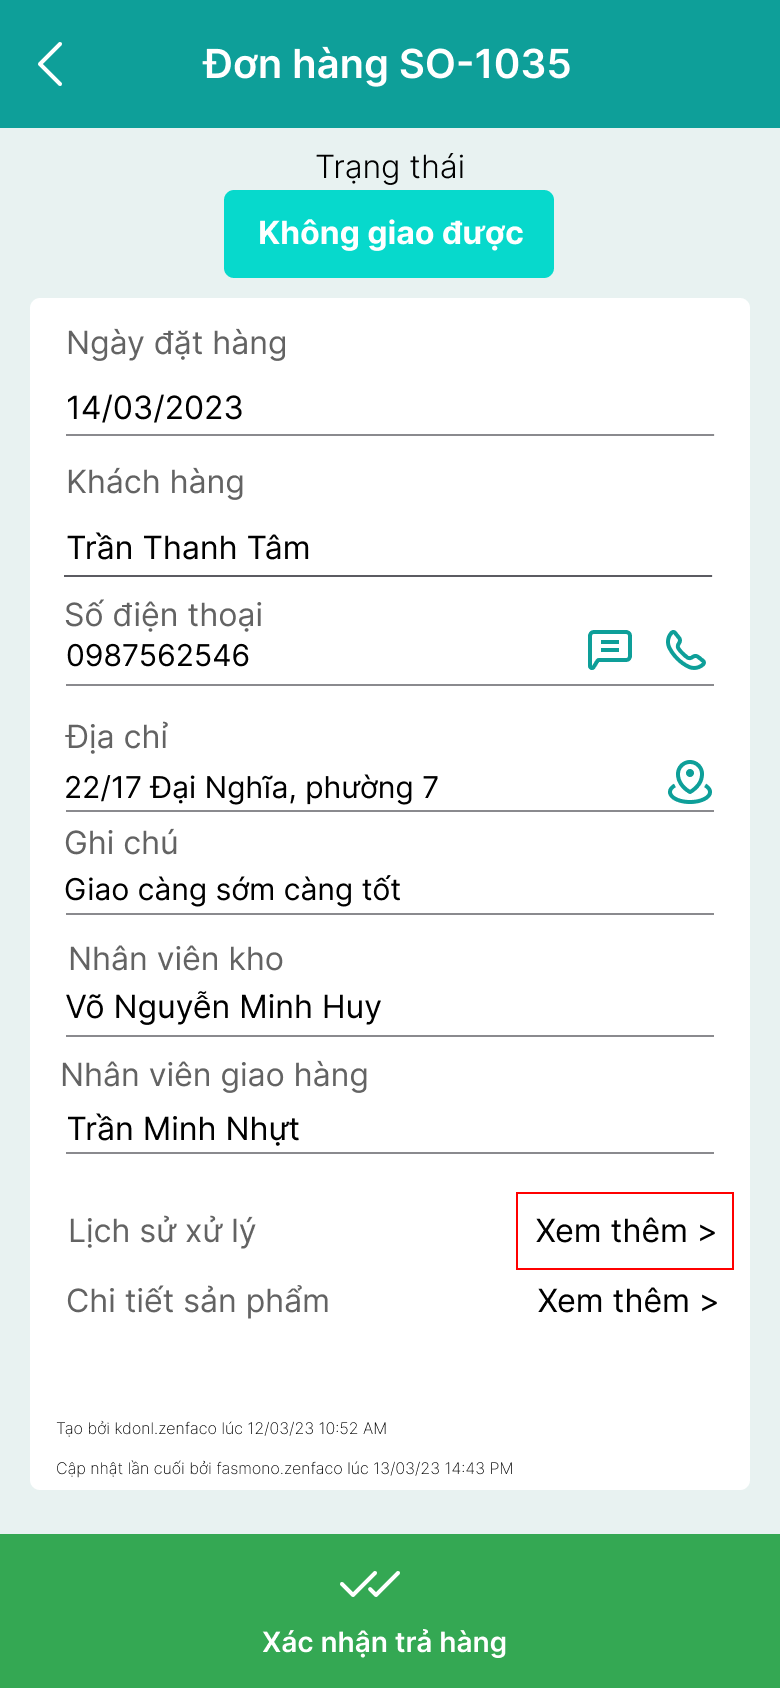 Đơn hàng SO-1035
Trạng thái
Không giao được
Ngày đặt hàng
14/03/2023
Khách hàng
Trần Thanh Tâm
Số điện thoại
0987562546
Địa chỉ
22/17 Đại Nghĩa, phường 7
Ghi chú
Giao càng sớm càng tốt
Nhân viên kho
Võ Nguyễn Minh Huy
Nhân viên giao hàng
Trần Minh Nhựt
Lịch sử xử lý Xem thêm >
Chi tiết sản phẩm Xem thêm >
Tạo bởi kdonl.zenfaco lúc 12/03/23 10:52 AM
Cập nhật lần cuối bởi fasmono.zenfaco lúc 13/03/23 14:43 PM
Xác nhận trả hàng